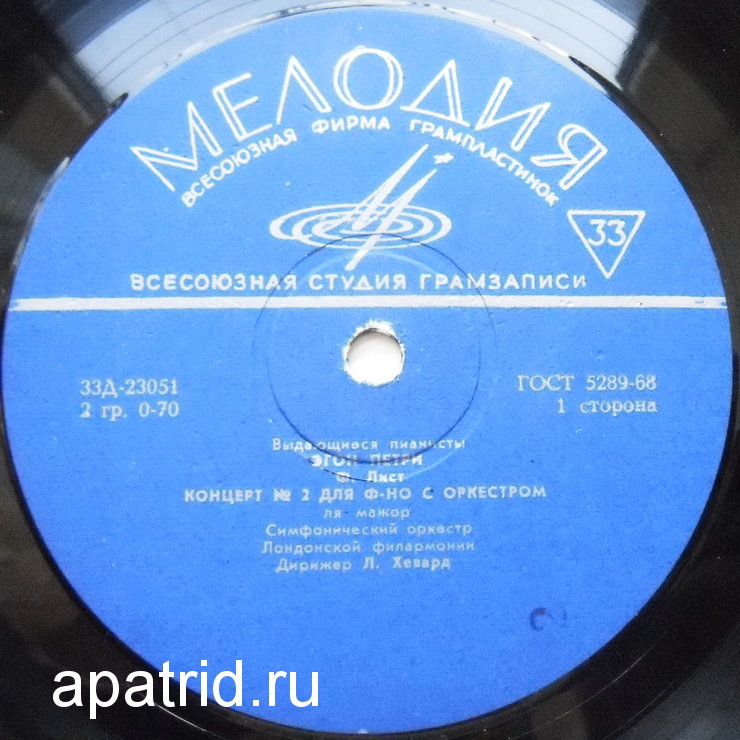 МЕЛОДИЯ
ВСЕСОЮЗНАЯ ФИРМА ГРАМПЛАСТИНОК
33
ВСЕСОЮЗНАЯ СТУДИЯ ГРАМЗАПИСИ
33Д-23051
2 гр. 0-70
ГОСТ 5289-68
1 сторона
Выдающиеся пианисты
ЭГОН ПЕТРИ
Ф. Лист
КОНЦЕРТ № 2 ДЛЯ Ф-НО С ОРКЕСТРОМ
ля мажор
Симфонический оркестр
Лондонской филармонии
Дирижер Л. Хевард
apatrid.ru